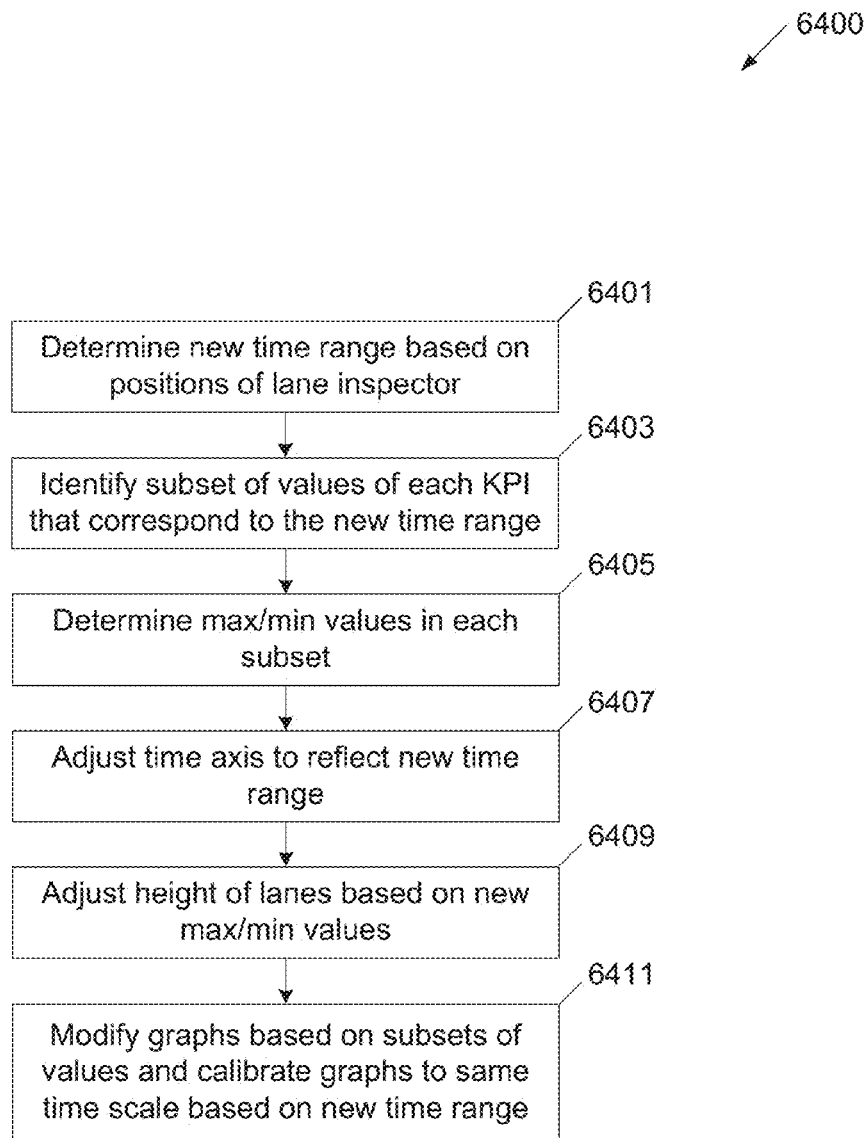 6400
6401
Determine new time range based on
positions of lane inspector
6403
Identify subset of values of each KPI
that correspond to the new time range
6405
Determine max/min values in each
subset
6407
Adjust time axis to reflect new time
range
6409
Adjust height of lanes based on new
max/min values
6411
Modify graphs based on subsets of
values and calibrate graphs to same
time scale based on new time range